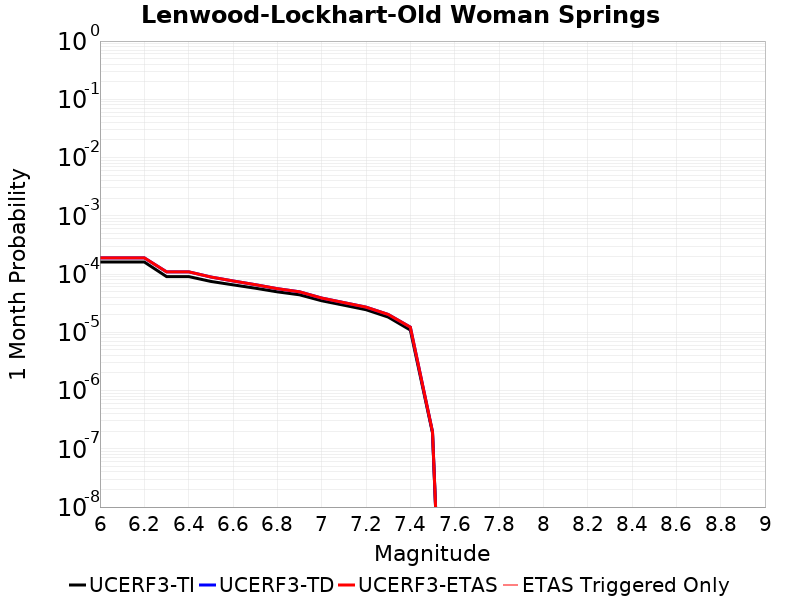 Lenwood-Lockhart-Old Woman Springs
10^0
10^-1
10^-2
10^-3
10^-4
10^-5
10^-6
10^-7
10^-8
1 Month Probability
6 6.2 6.4 6.6 6.8 7 7.2 7.4 7.6 7.8 8 8.2 8.4 8.6 8.8 9
Magnitude
UCERF3-TI UCERF3-TD UCERF3-ETAS ETAS Triggered Only